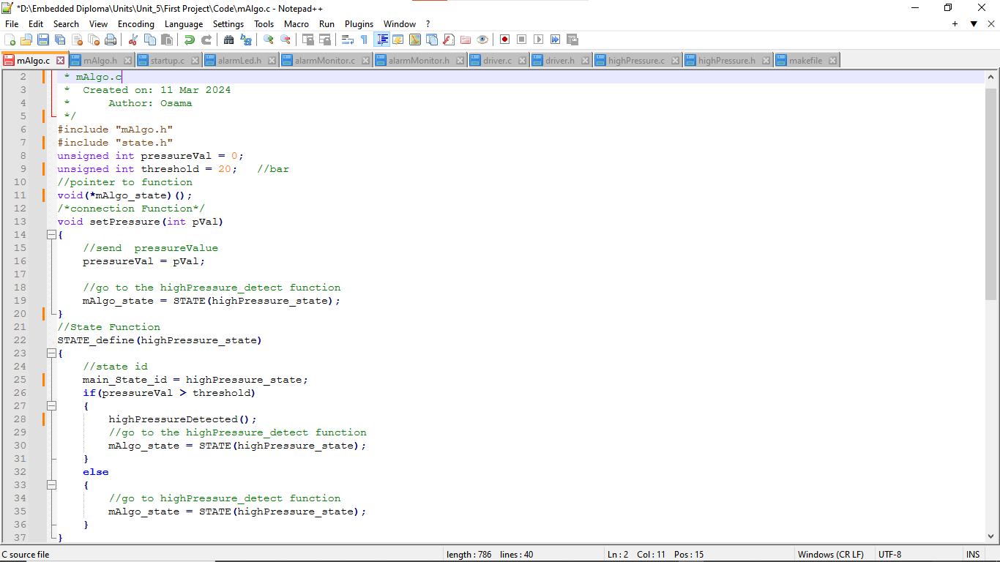 *D:\Embedded Diploma\Units\Unit_5\First Project\Code\mAlgo.c - Notepad++
File Edit Search View Encoding Language Settings Tools Macro Run Plugins Window ?
mAlgo.c mAlgo.h startup.c alarmLed.h alarmMonitor.c alarmMonitor.h driver.c driver.h highPressure.c highPressure.h makefile
2 * mAlgo.c
3 *  Created on: 11 Mar 2024
4 *      Author: Osama
5 */
6 #include "mAlgo.h"
7 #include "state.h"
8 unsigned int pressureVal = 0;
9 unsigned int threshold = 20;   //bar
10 //pointer to function
11 void(*mAlgo_state)();
12 /*connection Function*/
13 void setPressure(int pVal)
14 {
15     //send  pressureValue
16     pressureVal = pVal;
17
18     //go to the highPressure_detect function
19     mAlgo_state = STATE(highPressure_state);
20 }
21 //State Function
22 STATE_define(highPressure_state)
23 {
24     //state id
25     main_State_id = highPressure_state;
26     if(pressureVal > threshold)
27     {
28         highPressureDetected();
29         //go to the highPressure_detect function
30         mAlgo_state = STATE(highPressure_state);
31     }
32     else
33     {
34         //go to highPressure_detect function
35         mAlgo_state = STATE(highPressure_state);
36     }
37 }
C source file length : 786 lines : 40 Ln : 2 Col : 11 Pos : 15 Windows (CR LF) UTF-8 INS